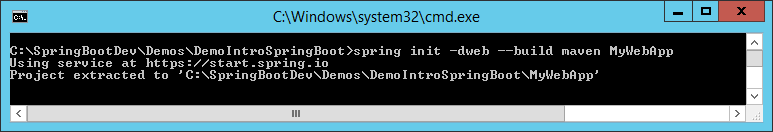 C:\Windows\system32\cmd.exe
C:\SpringBootDev\Demos\DemoIntroSpringBoot>spring init -dweb --build maven MyWebApp
Using service at https://start.spring.io
Project extracted to 'C:\SpringBootDev\Demos\DemoIntroSpringBoot\MyWebApp'